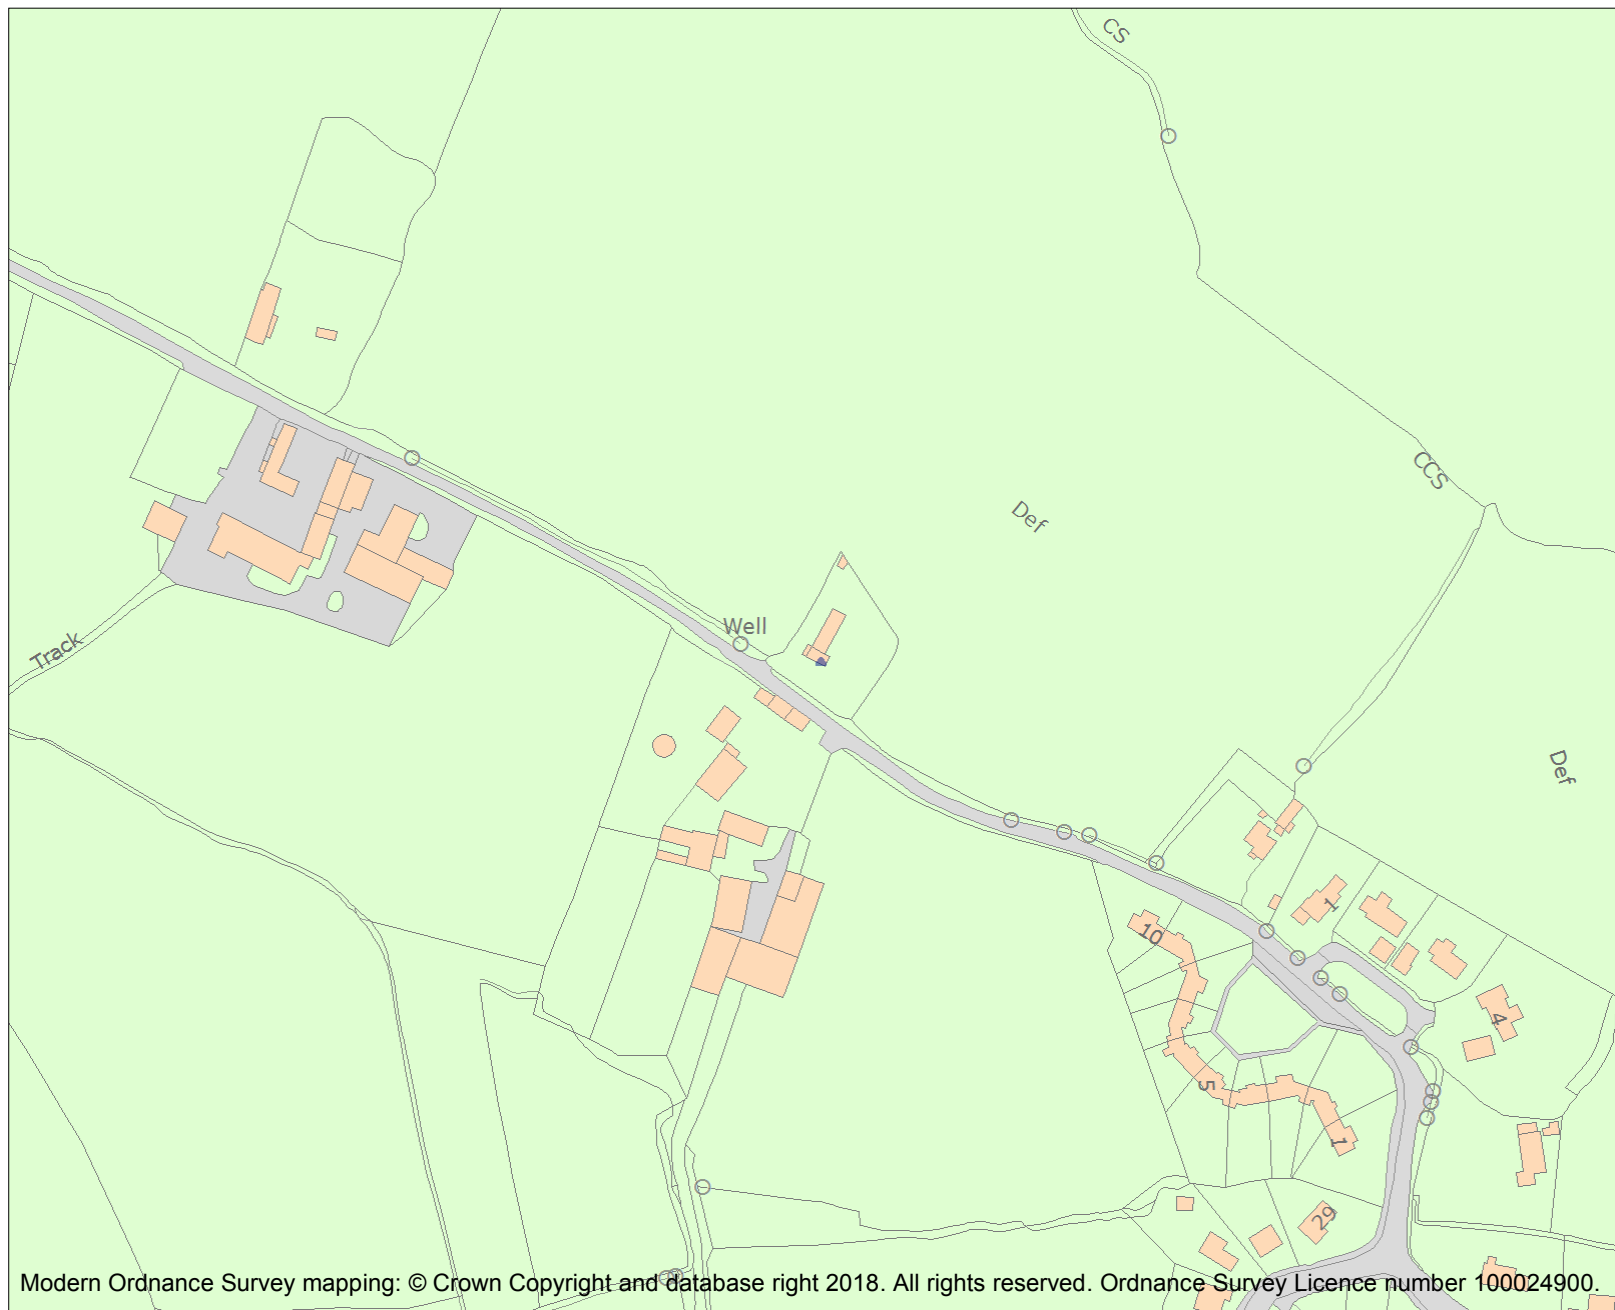 CS
CCS
Def
Well
Track
Def
1
10
4
5
1
29
Modern Ordnance Survey mapping: © Crown Copyright and database right 2018. All rights reserved. Ordnance Survey Licence number 100024900.